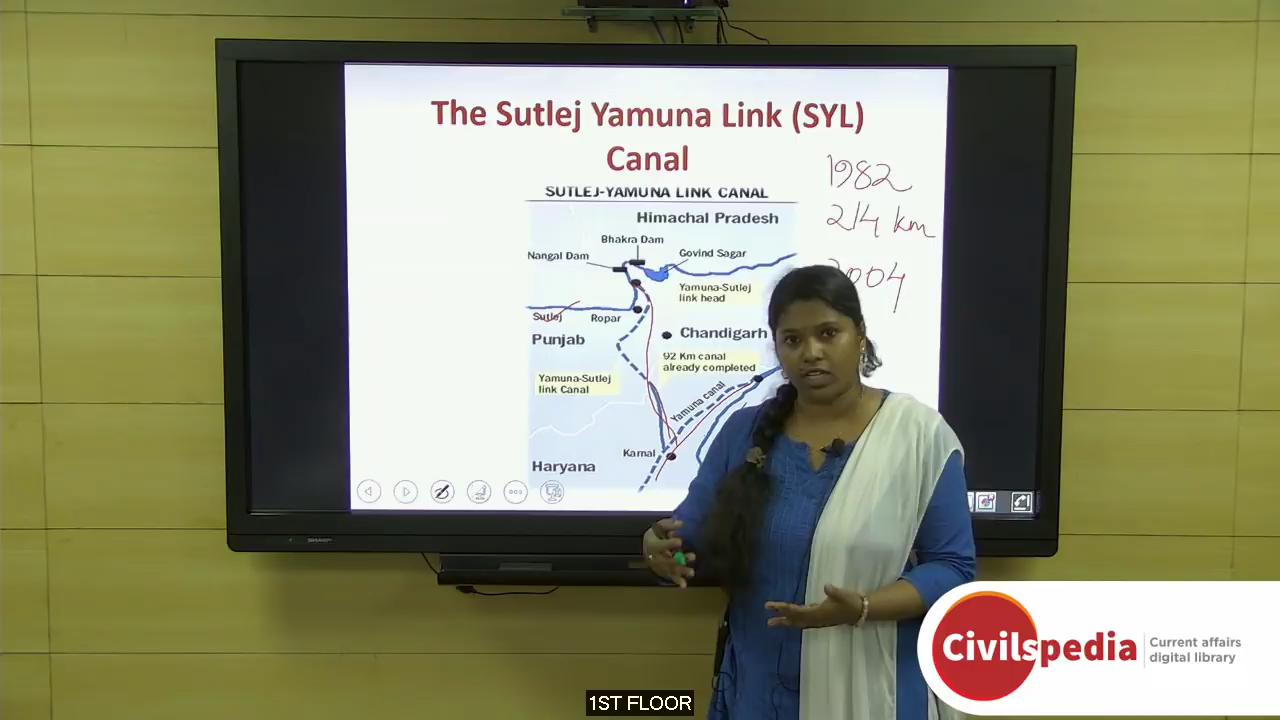 The Sutlej Yamuna Link (SYL)
Canal
1982
214 km
2004
SUTLEJ-YAMUNA LINK CANAL
Himachal Pradesh
Bhakra Dam
Nangal Dam
Govind Sagar
Yamuna-Sutlej
link head
Sutlej
Ropar
Punjab
Chandigarh
92 Km canal
already completed
Yamuna-Sutlej
link Canal
Yamuna canal
Karnal
Haryana
SHARP
Civilspedia
Current affairs
digital library
1ST FLOOR